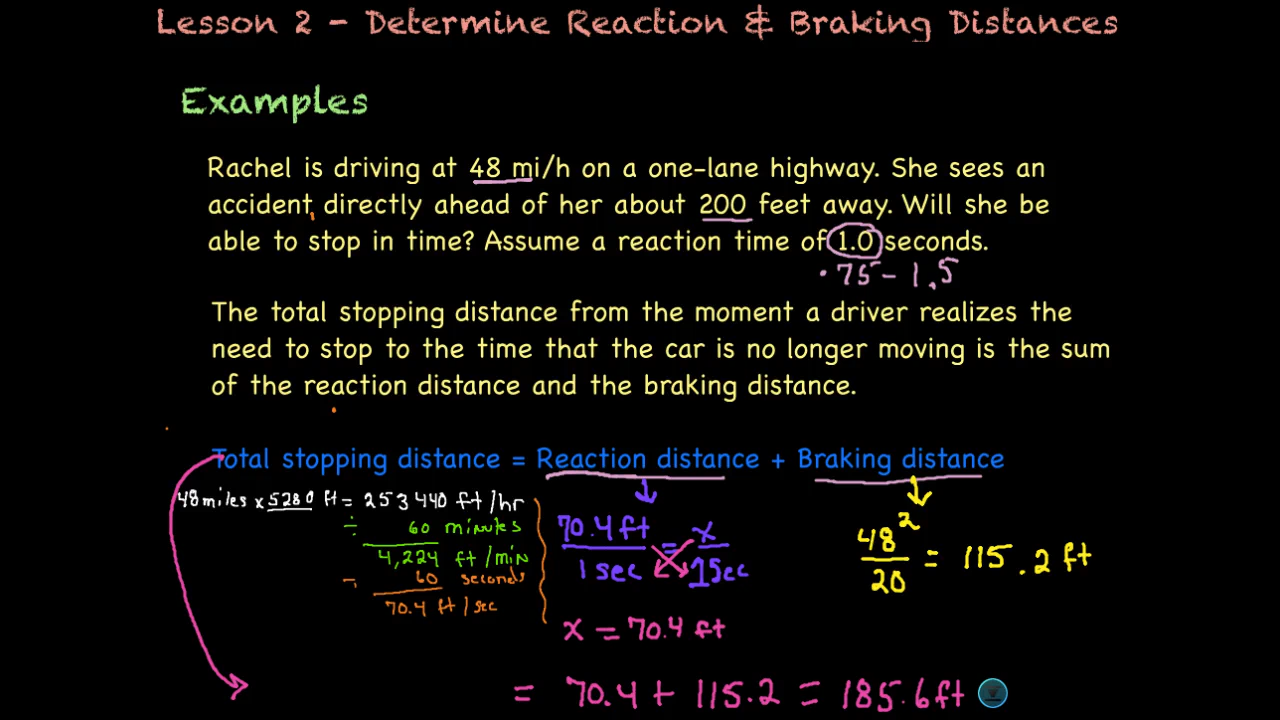 Lesson 2 - Determine Reaction & Braking Distances
Examples
Rachel is driving at 48 mi/h on a one-lane highway. She sees an
accident, directly ahead of her about 200 feet away. Will she be
able to stop in time? Assume a reaction time of 1.0 seconds.
.75 - 1.5
The total stopping distance from the moment a driver realizes the
need to stop to the time that the car is no longer moving is the sum
of the reaction distance and the braking distance.
Total stopping distance = Reaction distance + Braking distance
48 miles x 5280 ft = 253440 ft/hr
÷ 60 minutes
4,224 ft/min
÷ 60 seconds
70.4 ft/sec
70.4 ft / 1 sec = x / 1 sec
x = 70.4 ft
48² / 20 = 115.2 ft
= 70.4 + 115.2 = 185.6 ft